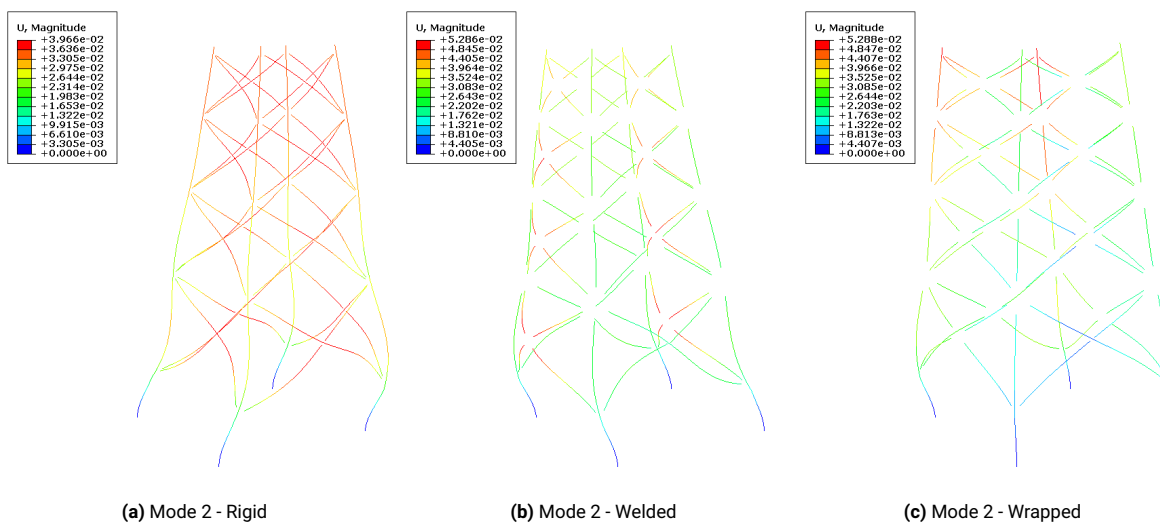 U, Magnitude
+3.966e-02
+3.636e-02
+3.305e-02
+2.975e-02
+2.644e-02
+2.314e-02
+1.983e-02
+1.653e-02
+1.322e-02
+9.915e-03
+6.610e-03
+3.305e-03
+0.000e+00
U, Magnitude
+5.286e-02
+4.845e-02
+4.405e-02
+3.964e-02
+3.524e-02
+3.083e-02
+2.643e-02
+2.202e-02
+1.762e-02
+1.321e-02
+8.810e-03
+4.405e-03
+0.000e+00
U, Magnitude
+5.288e-02
+4.847e-02
+4.407e-02
+3.966e-02
+3.525e-02
+3.085e-02
+2.644e-02
+2.203e-02
+1.763e-02
+1.322e-02
+8.813e-03
+4.407e-03
+0.000e+00
(a) Mode 2 - Rigid
(b) Mode 2 - Welded
(c) Mode 2 - Wrapped